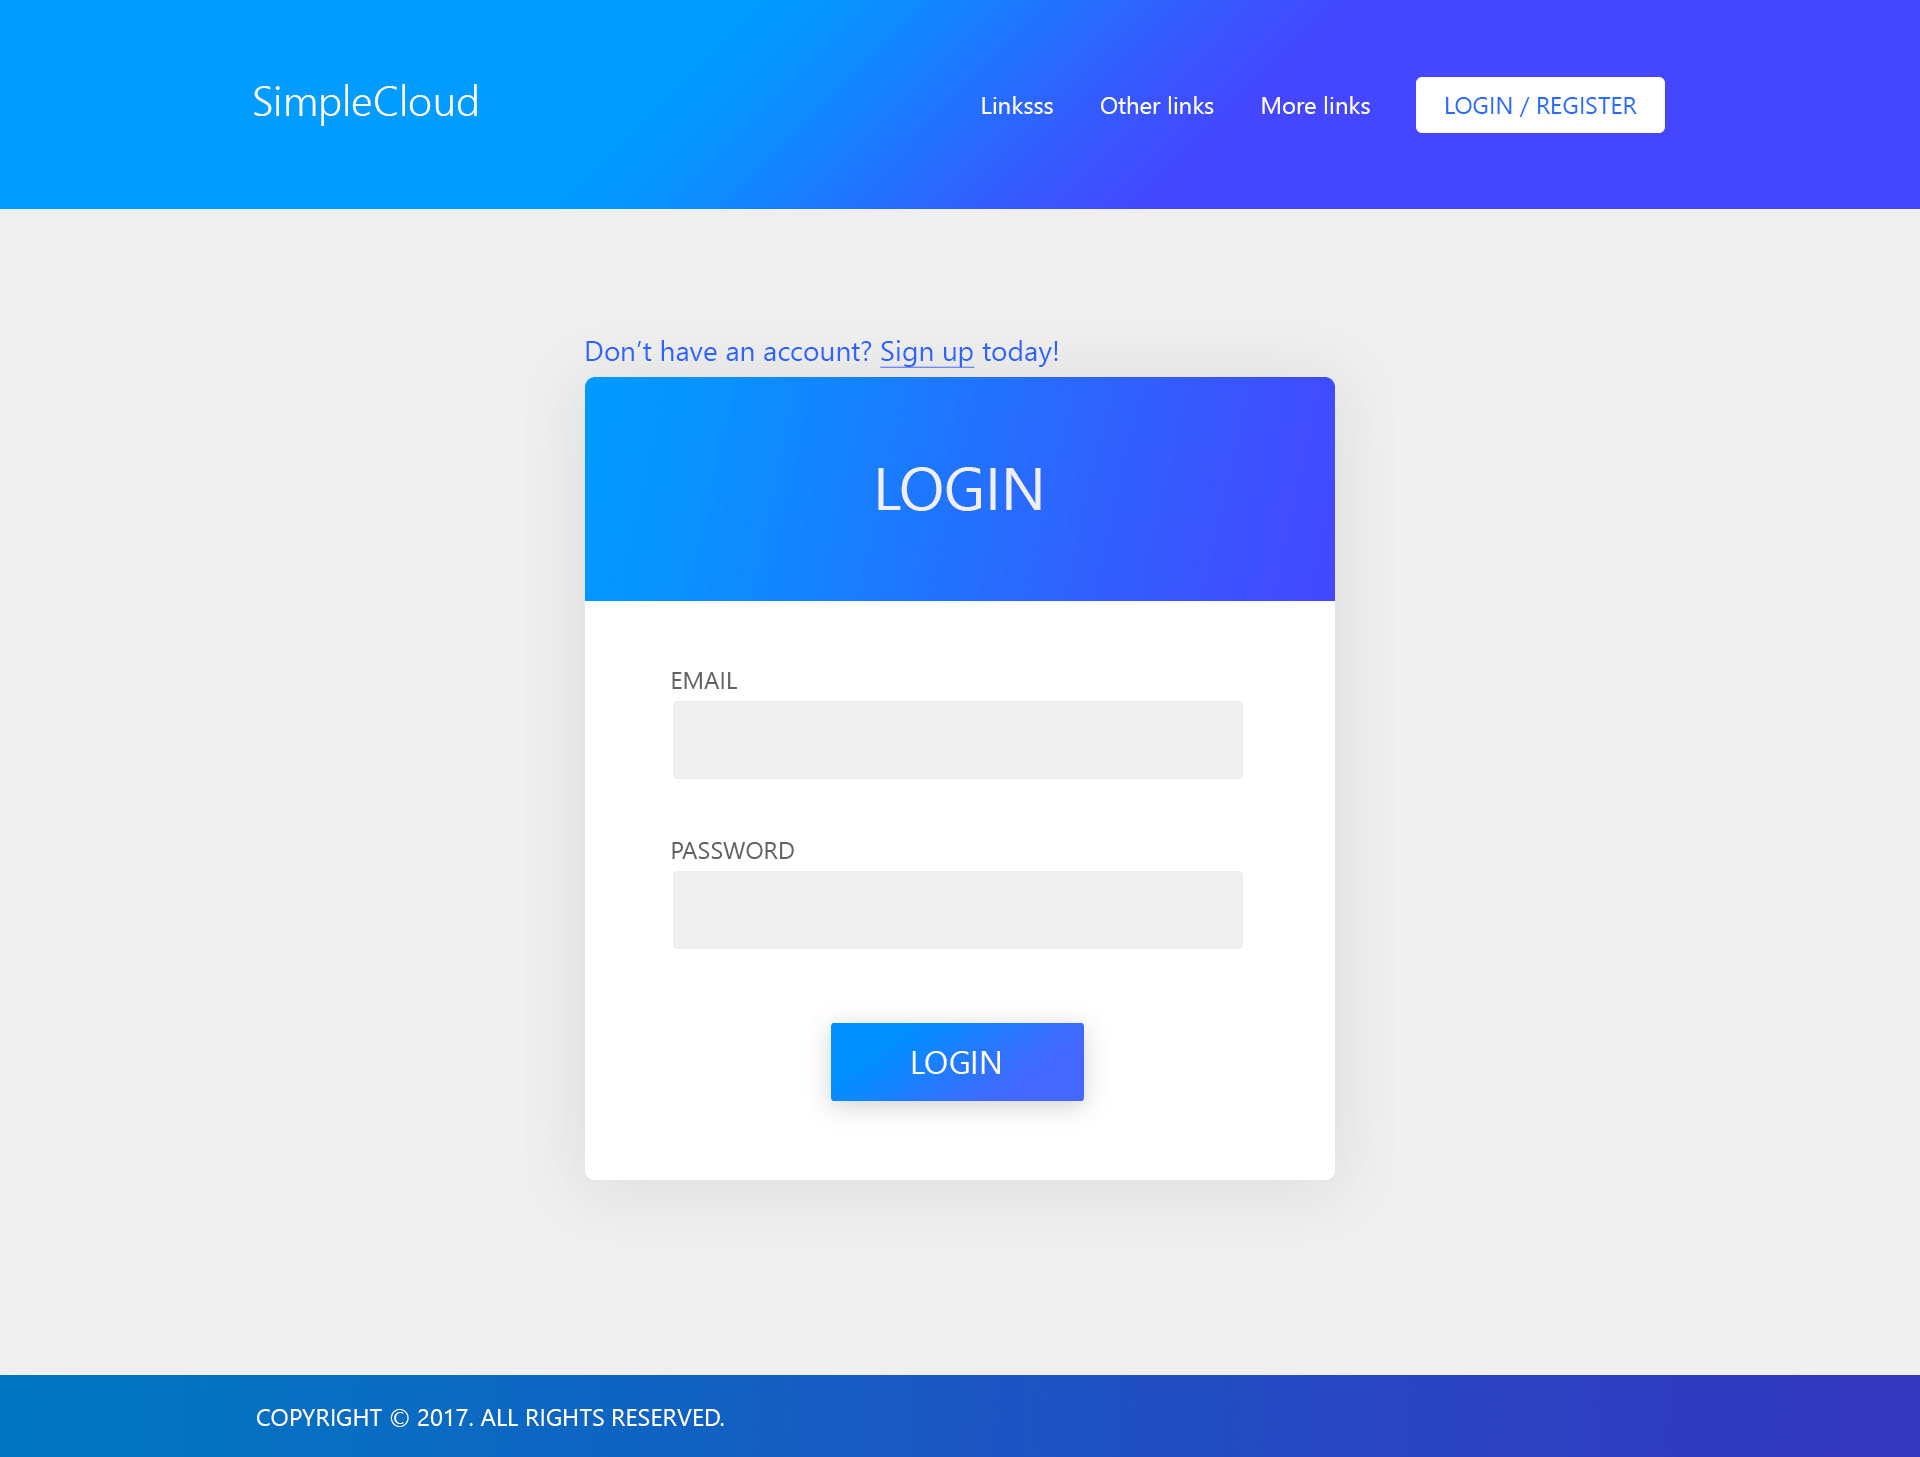 SimpleCloud
Linksss
Other links
More links
LOGIN / REGISTER
Don't have an account? Sign up today!
LOGIN
EMAIL
PASSWORD
LOGIN
COPYRIGHT © 2017. ALL RIGHTS RESERVED.